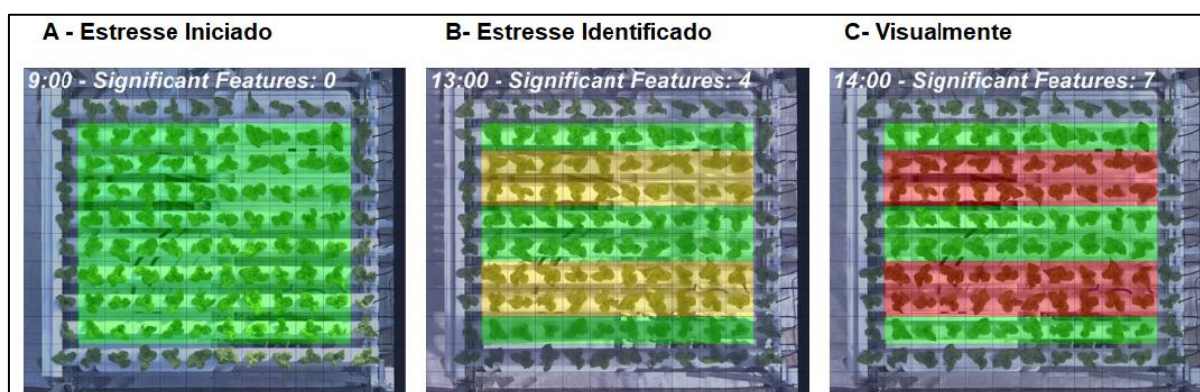 A - Estresse Iniciado
B- Estresse Identificado
C- Visualmente
9:00 - Significant Features: 0
13:00 - Significant Features: 4
14:00 - Significant Features: 7